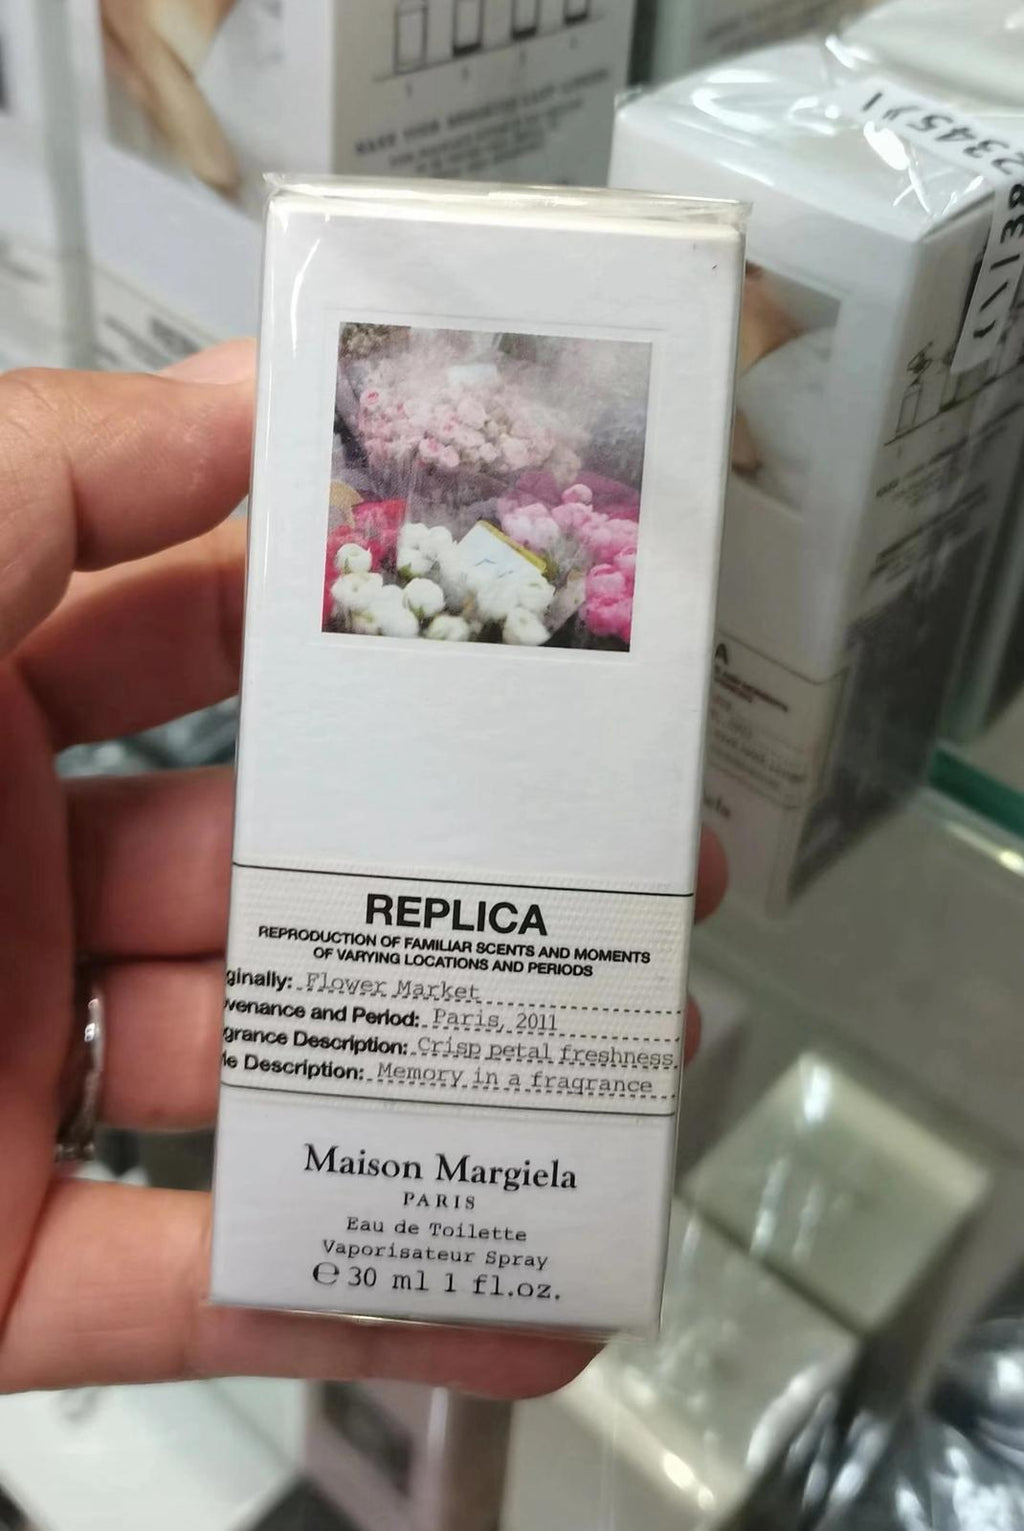 REPLICA
REPRODUCTION OF FAMILIAR SCENTS AND MOMENTS
OF VARYING LOCATIONS AND PERIODS
ginally: Flower Market
venance and Period: Paris, 2011
grance Description: Crisp petal freshness
le Description: Memory in a fragrance
Maison Margiela
PARIS
Eau de Toilette
Vaporisateur Spray
℮ 30 ml 1 fl.oz.